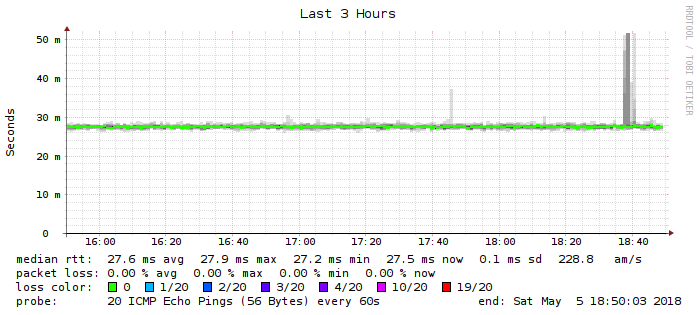 Last 3 Hours
RRDTOOL / TOBI OETIKER
Seconds
50 m
40 m
30 m
20 m
10 m
0
16:00 16:20 16:40 17:00 17:20 17:40 18:00 18:20 18:40
median rtt: 27.6 ms avg 27.9 ms max 27.2 ms min 27.5 ms now 0.1 ms sd 228.8 am/s
packet loss: 0.00 % avg 0.00 % max 0.00 % min 0.00 % now
loss color: 0 1/20 2/20 3/20 4/20 10/20 19/20
probe: 20 ICMP Echo Pings (56 Bytes) every 60s end: Sat May 5 18:50:03 2018